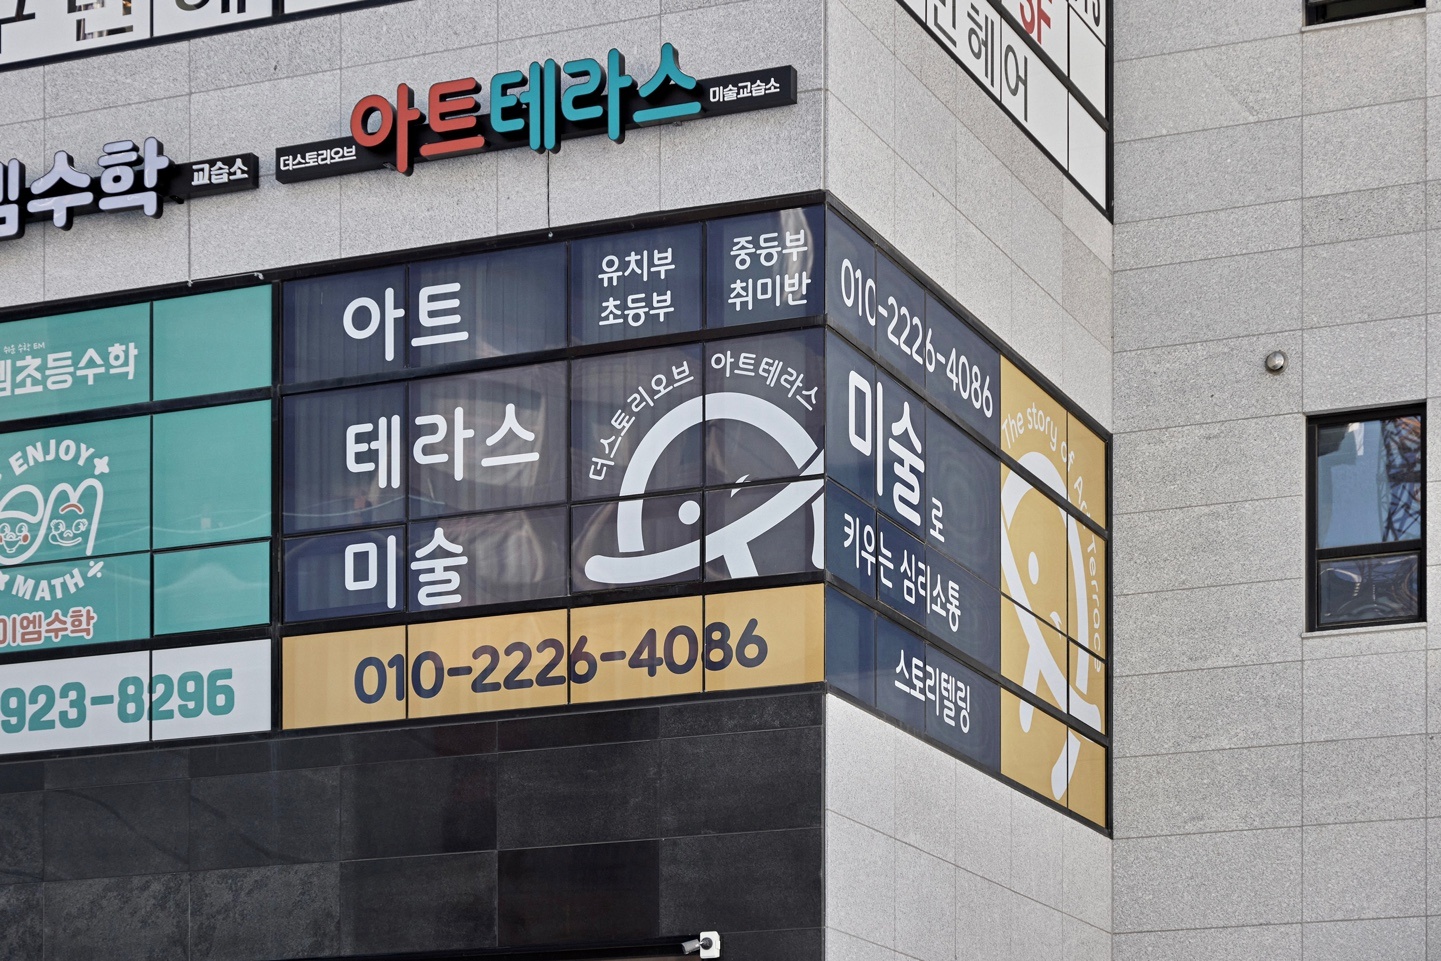 3F
헤어
더스토리오브 아트테라스 미술교습소
수학 교습소
아트
테라스
미술
유치부
초등부
중등부
취미반
더스토리오브 아트테라스
010-2226-4086
010-2226-4086
미술로
키우는 심리소통
스토리텔링
The story of Art Terrace
초등수학
ENJOY
MATH
이엠수학
923-8296